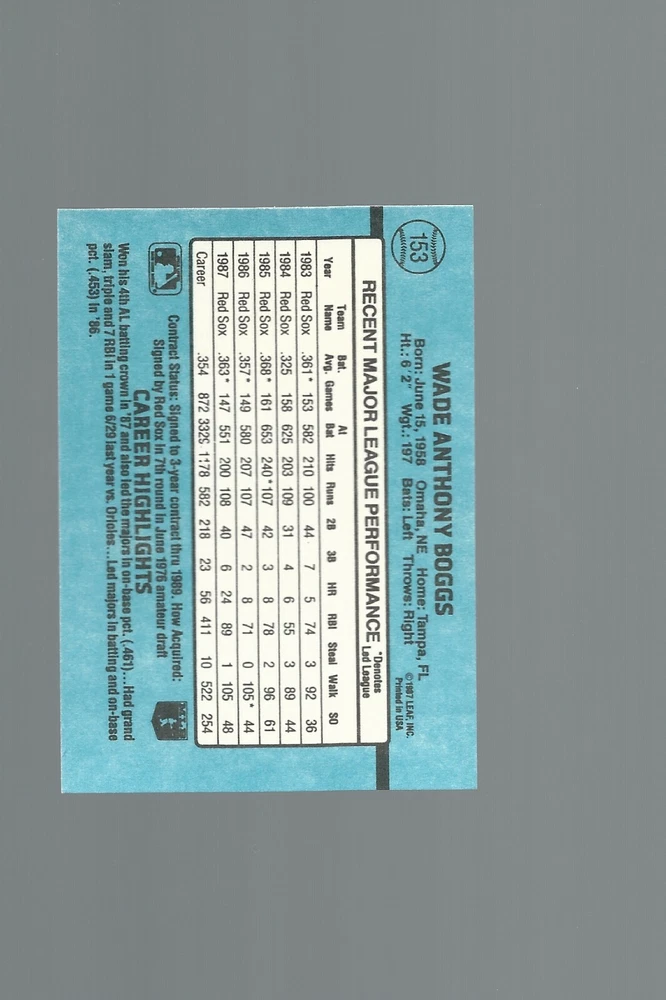 153
WADE ANTHONY BOGGS
Born: June 15, 1958 Omaha, NE Home: Tampa, FL
Ht.: 6'2" Wgt.: 197 Bats: Left Throws: Right
© 1987 LEAF, INC.
Printed in USA
RECENT MAJOR LEAGUE PERFORMANCE *Denotes Led League
Year Team Name Bat. Avg. Games At Bat Hits Runs 2B 3B HR RBI Steal Walk SO
1983 Red Sox .361* 153 582 210 100 44 7 5 74 3 92 36
1984 Red Sox .325 158 625 203 109 31 4 6 55 3 89 44
1985 Red Sox .368* 161 653 240* 107 42 3 8 78 2 96 61
1986 Red Sox .357* 149 580 207 107 47 2 8 71 0 105* 44
1987 Red Sox .363* 147 551 200 108 40 6 24 89 1 105 48
Career .354 872 3329 1178 582 218 23 56 411 10 522 254
Contract Status: Signed to 3-year contract thru 1989. How Acquired:
Signed by Red Sox in 7th round in June 1976 amateur draft
CAREER HIGHLIGHTS
Won his 4th AL batting crown in '87 and also led the majors in on-base pct. (.461)...Had grand
slam, triple and 7 RBI in 1 game 6/29 last year vs. Orioles...Led majors in batting and on-base
pct. (.453) in '86.